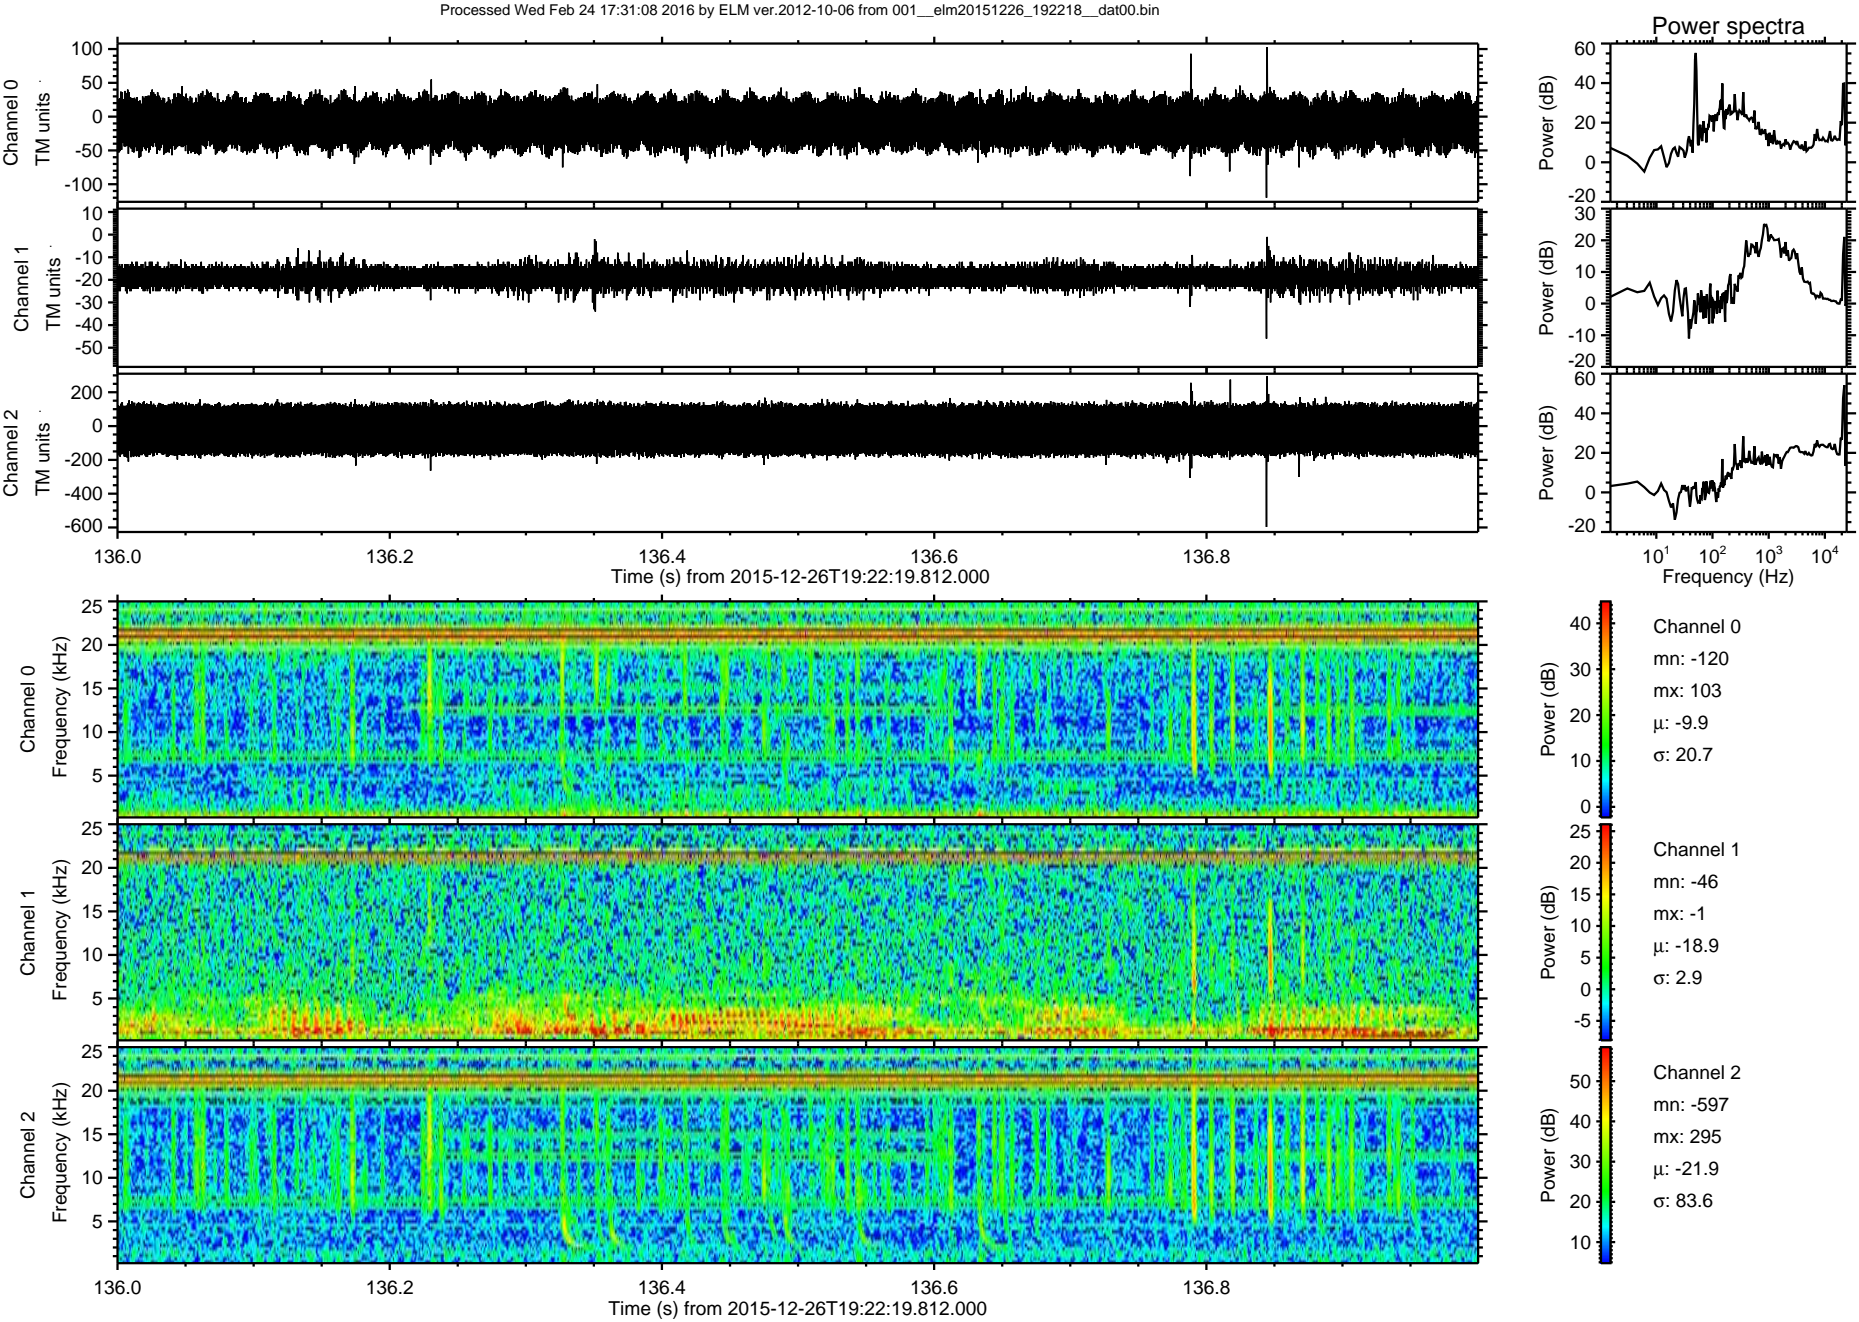 Processed Wed Feb 24 17:31:08 2016 by ELM ver.2012-10-06 from 001__elm20151226_192218__dat00.bin
Power spectra
Channel 0
TM units
100
50
0
-50
-100
Power (dB)
60
40
20
0
-20
Channel 1
TM units
10
0
-10
-20
-30
-40
-50
Power (dB)
30
20
10
0
-10
-20
Channel 2
TM units
200
0
-200
-400
-600
Power (dB)
60
40
20
0
-20
136.0 136.2 136.4 136.6 136.8
Time (s) from 2015-12-26T19:22:19.812.000
10¹ 10² 10³ 10⁴
Frequency (Hz)
Channel 0
Frequency (kHz)
25
20
15
10
5
Power (dB)
40
30
20
10
0
Channel 0
mn: -120
mx: 103
μ: -9.9
σ: 20.7
Channel 1
Frequency (kHz)
25
20
15
10
5
Power (dB)
25
20
15
10
5
0
-5
Channel 1
mn: -46
mx: -1
μ: -18.9
σ: 2.9
Channel 2
Frequency (kHz)
25
20
15
10
5
Power (dB)
50
40
30
20
10
Channel 2
mn: -597
mx: 295
μ: -21.9
σ: 83.6
136.0 136.2 136.4 136.6 136.8
Time (s) from 2015-12-26T19:22:19.812.000